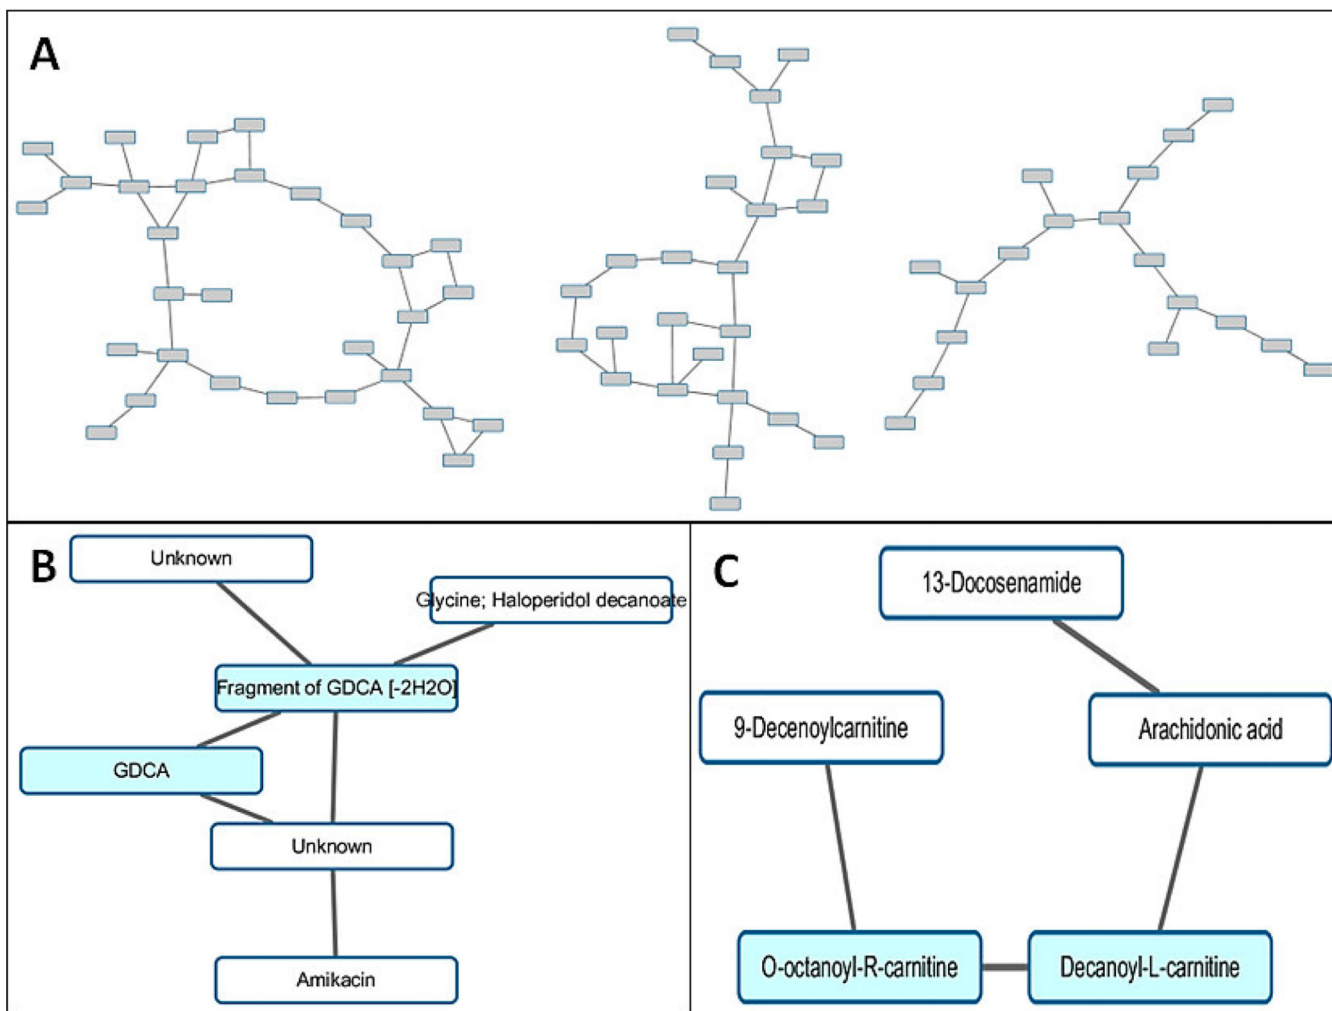 A
B
Unknown
Glycine; Haloperidol decanoate
Fragment of GDCA [-2H2O]
GDCA
Unknown
Amikacin
C
13-Docosenamide
9-Decenoylcarnitine
Arachidonic acid
O-octanoyl-R-carnitine
Decanoyl-L-carnitine